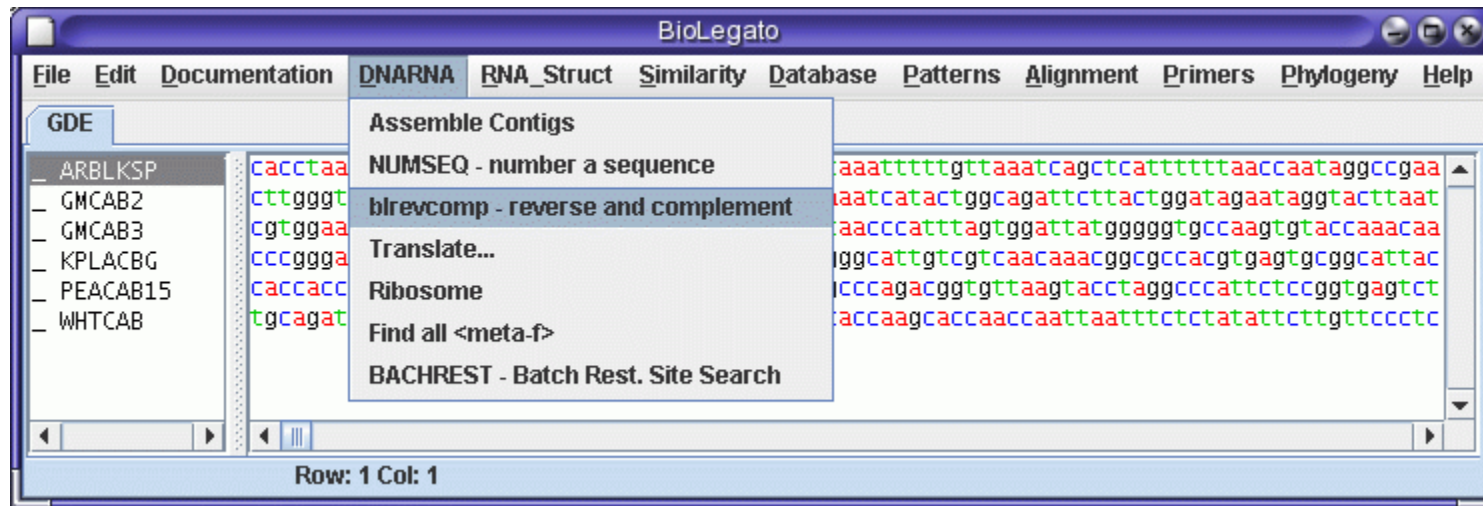 BioLegato
File Edit Documentation DNARNA RNA_Struct Similarity Database Patterns Alignment Primers Phylogeny Help
GDE
Assemble Contigs
NUMSEQ - number a sequence
blrevcomp - reverse and complement
Translate...
Ribosome
Find all <meta-f>
BACHREST - Batch Rest. Site Search
_ ARBLKSP cacctaa aaatttttgttaaatcagctcattttttaaccaataggccgaa
_ GMCAB2 cttgggt aatcatactggcagattcttactggatagaataggtacttaat
_ GMCAB3 cgtggaa aacccatttagtggattatgggggtgccaagtgtaccaaacaa
_ KPLACBG cccggga ggcattgtcgtcaacaaacggcgccacgtgagtgcggcattac
_ PEACAB15 caccacc cccagacggtgttaagtacctaggcccattctccggtgagtct
_ WHTCAB tgcagat accaagcaccaaccaattaatttctctatattcttgttccctc
Row: 1 Col: 1